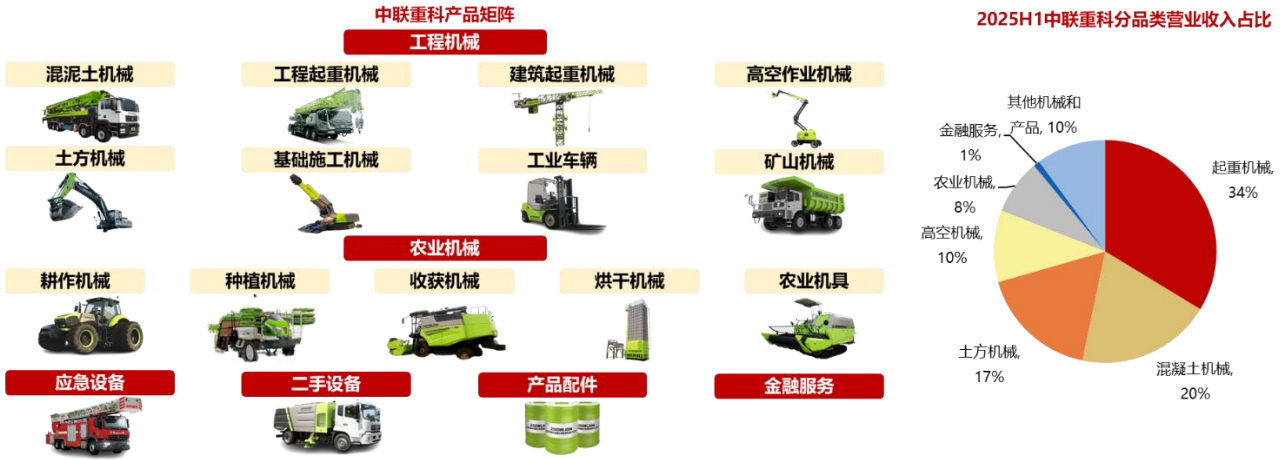 中联重科产品矩阵
工程机械
混泥土机械
工程起重机械
建筑起重机械
高空作业机械
土方机械
基础施工机械
工业车辆
矿山机械
农业机械
耕作机械
种植机械
收获机械
烘干机械
农业机具
应急设备
二手设备
产品配件
金融服务
ZOOMLION
2025H1中联重科分品类营业收入占比
其他机械和
产品, 10%
金融服务,
1%
农业机械,
8%
高空机械,
10%
土方机械,
17%
混凝土机械,
20%
起重机械,
34%